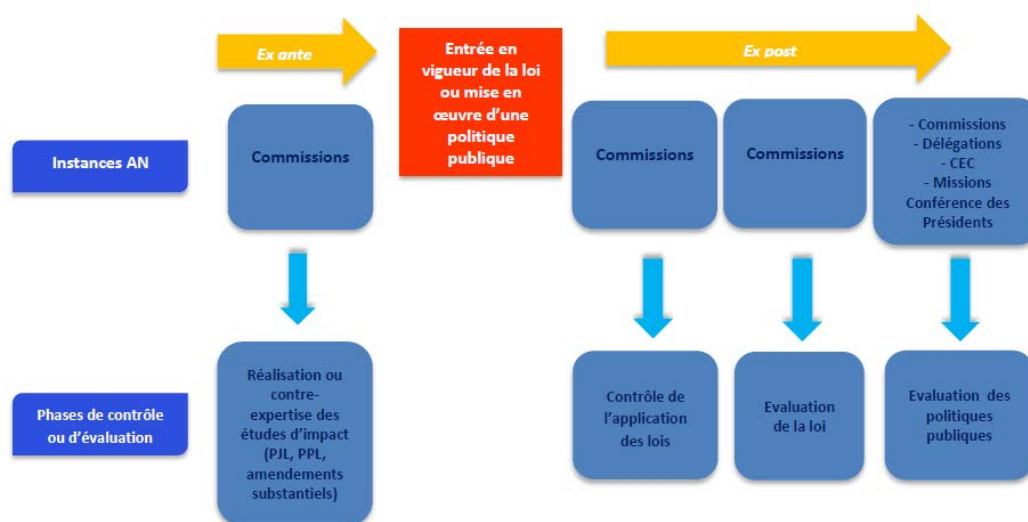 Ex ante
Entrée en
vigueur de la loi
ou mise en
œuvre d'une
politique
publique
Ex post
Instances AN
Commissions
Commissions
Commissions
- Commissions
- Délégations
- CEC
- Missions
Conférence des
Présidents
Phases de contrôle
ou d'évaluation
Réalisation ou
contre-
expertise des
études d'impact
(PJL, PPL,
amendements
substantiels)
Contrôle de
l'application
des lois
Evaluation
de la loi
Evaluation des
politiques
publiques